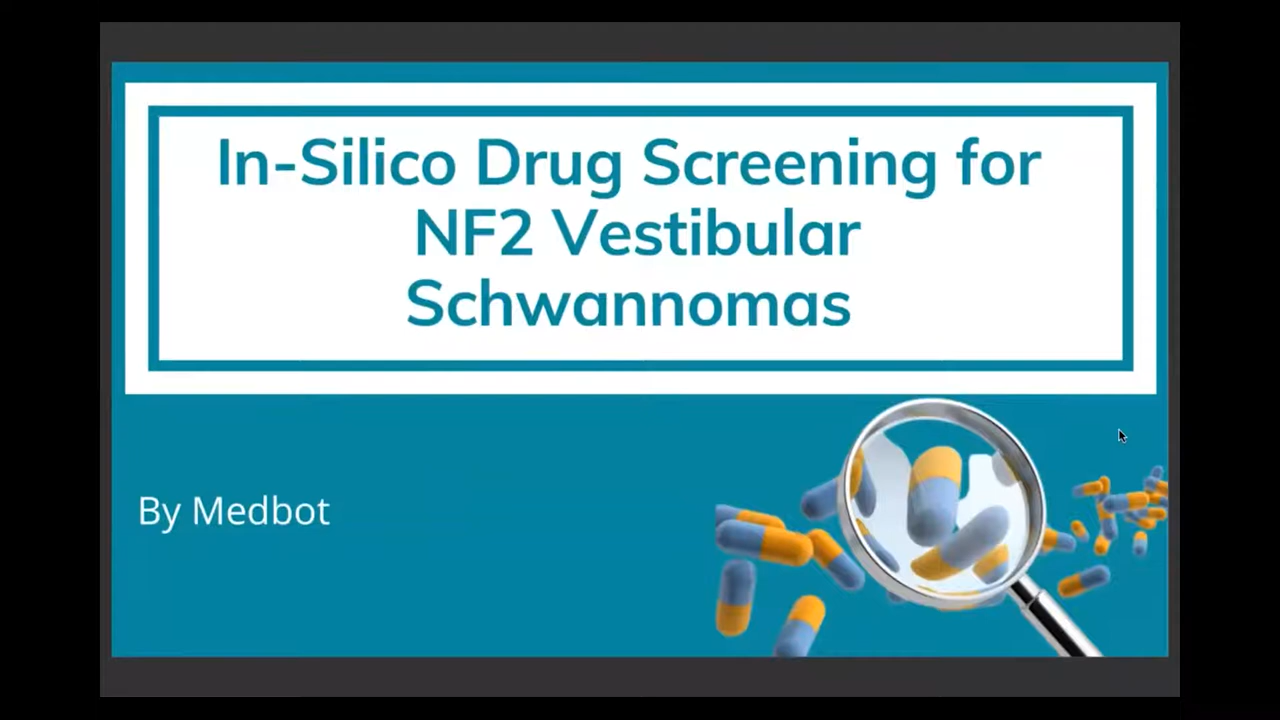 In-Silico Drug Screening for
NF2 Vestibular
Schwannomas
By Medbot